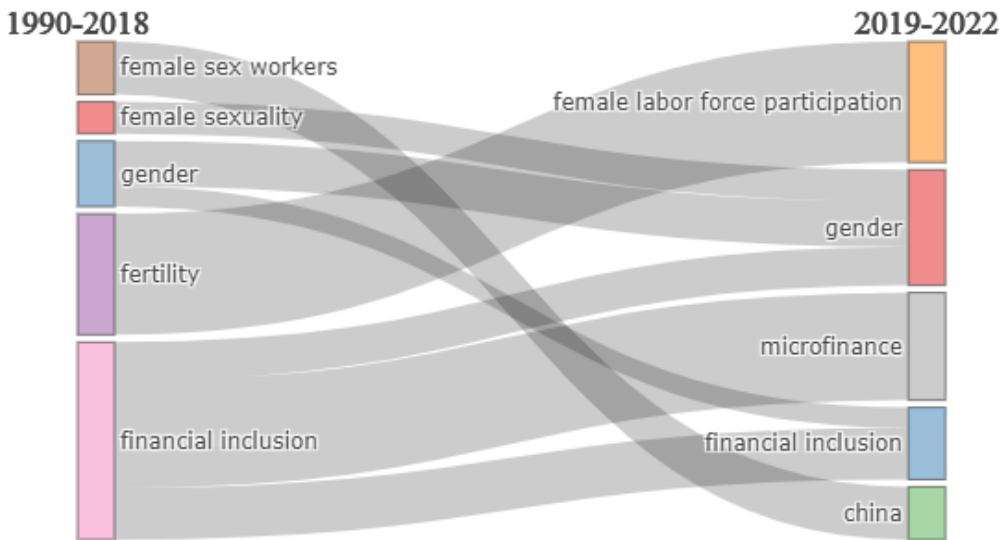 1990-2018
2019-2022
female sex workers
female sexuality
gender
fertility
financial inclusion
female labor force participation
gender
microfinance
financial inclusion
china